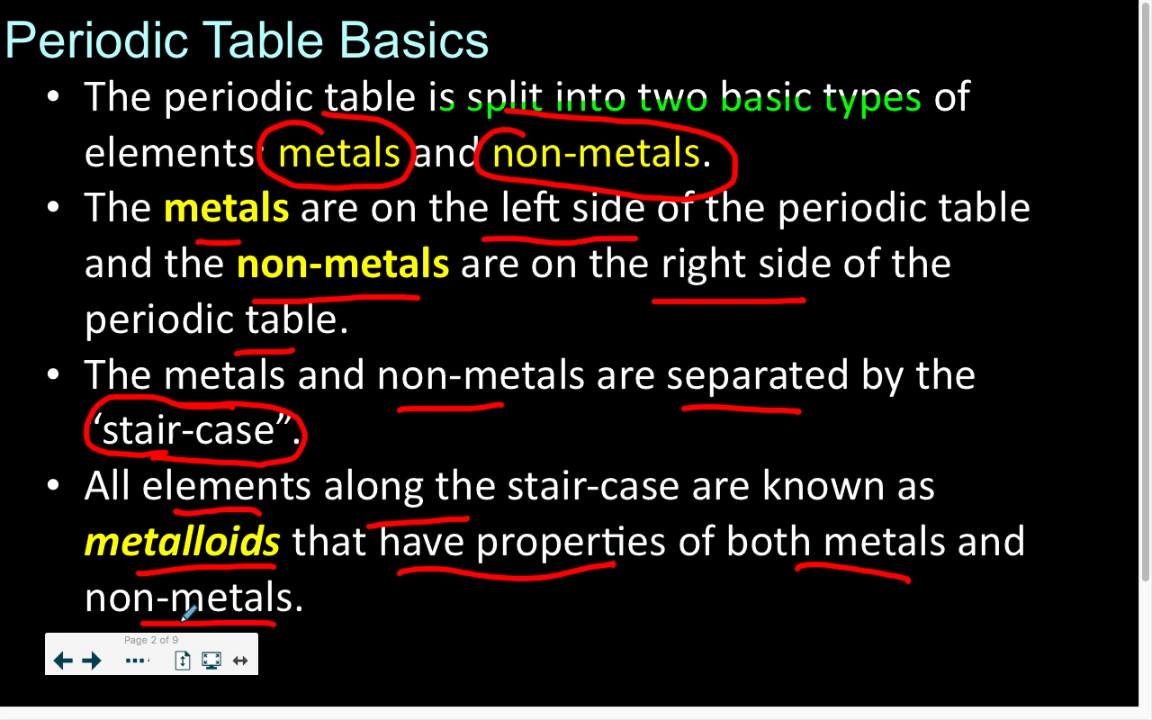 Periodic Table Basics
• The periodic table is split into two basic types of
elements: metals and non-metals.
• The metals are on the left side of the periodic table
and the non-metals are on the right side of the
periodic table.
• The metals and non-metals are separated by the
‘stair-case”.
• All elements along the stair-case are known as
metalloids that have properties of both metals and
non-metals.
Page 2 of 9